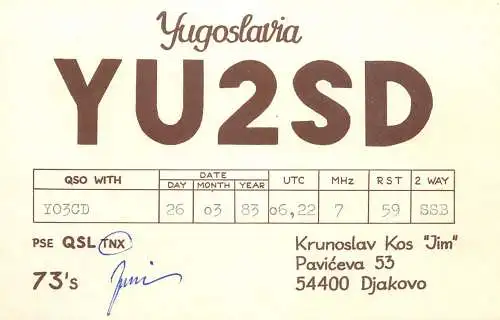 Yugoslavia
YU2SD
QSO WITH DATE UTC MHz RST 2 WAY
DAY MONTH YEAR
YO3CD 26 03 83 06,22 7 59 SSB
PSE QSL TNX
73's
Krunoslav Kos "Jim"
Pavićeva 53
54400 Djakovo